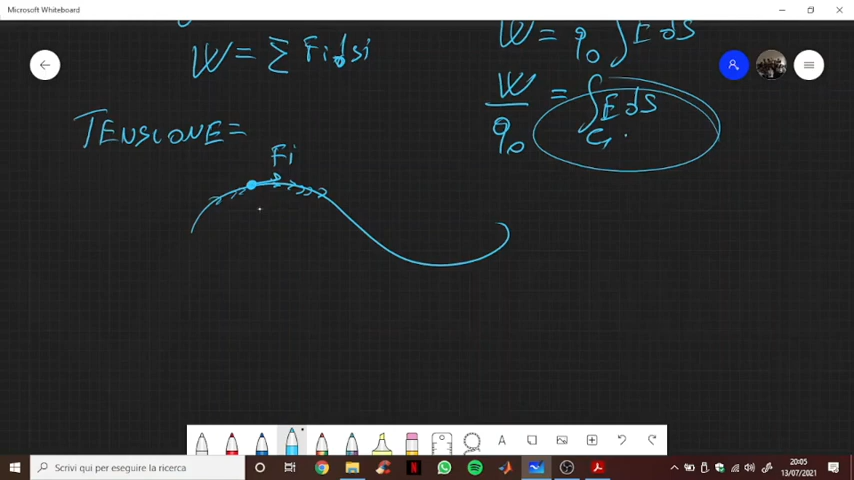 Microsoft Whiteboard
W = Σ Fi dsi
W = q0 ∫ E dS
W/q0 = ∫ E dS
TENSIONE =
Fi
Scrivi qui per eseguire la ricerca
20:05
13/07/2021